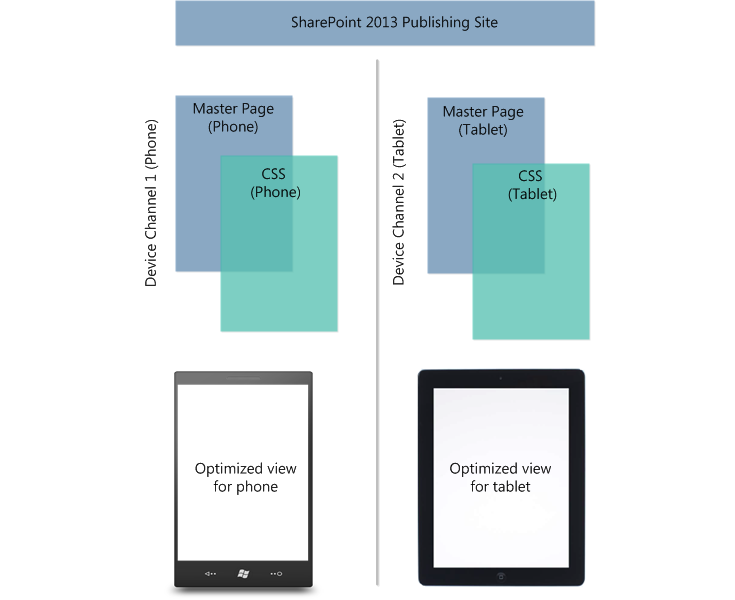 SharePoint 2013 Publishing Site
Device Channel 1 (Phone)
Master Page
(Phone)
CSS
(Phone)
Optimized view
for phone
Device Channel 2 (Tablet)
Master Page
(Tablet)
CSS
(Tablet)
Optimized view
for tablet